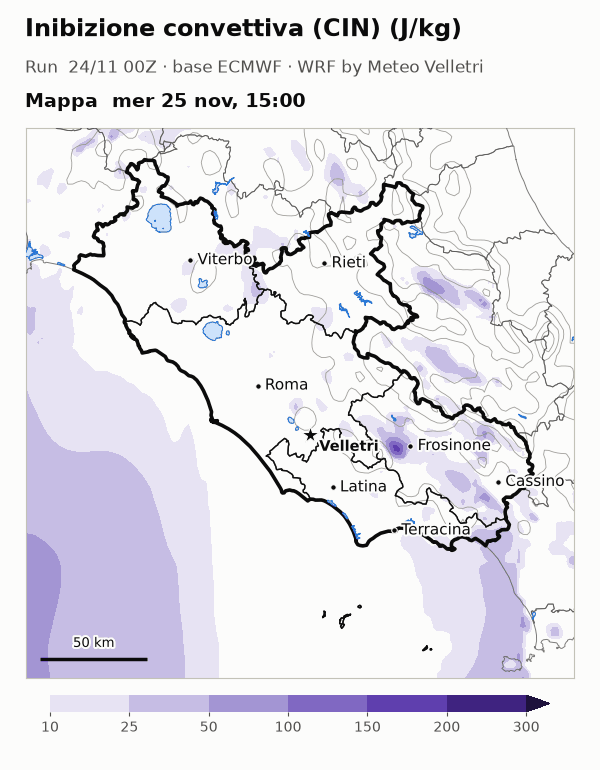 Inibizione convettiva (CIN) (J/kg)
Run  24/11 00Z · base ECMWF · WRF by Meteo Velletri
Mappa  mer 25 nov, 15:00
Viterbo
Rieti
Roma
Velletri
Frosinone
Latina
Cassino
Terracina
50 km
10 25 50 100 150 200 300